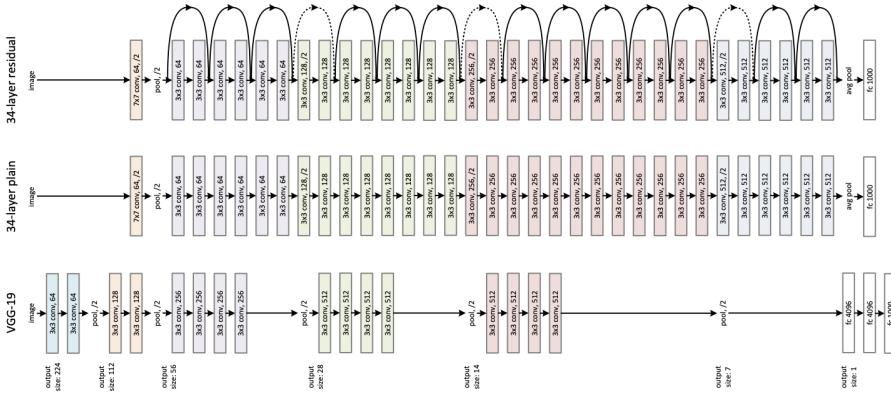 34-layer residual
image
7x7 conv, 64, /2
pool, /2
3x3 conv, 64
3x3 conv, 64
3x3 conv, 64
3x3 conv, 64
3x3 conv, 64
3x3 conv, 64
3x3 conv, 128, /2
3x3 conv, 128
3x3 conv, 128
3x3 conv, 128
3x3 conv, 128
3x3 conv, 128
3x3 conv, 128
3x3 conv, 128
3x3 conv, 256, /2
3x3 conv, 256
3x3 conv, 256
3x3 conv, 256
3x3 conv, 256
3x3 conv, 256
3x3 conv, 256
3x3 conv, 256
3x3 conv, 256
3x3 conv, 256
3x3 conv, 256
3x3 conv, 256
3x3 conv, 512, /2
3x3 conv, 512
3x3 conv, 512
3x3 conv, 512
3x3 conv, 512
3x3 conv, 512
avg pool
fc 1000
34-layer plain
image
7x7 conv, 64, /2
pool, /2
3x3 conv, 64
3x3 conv, 64
3x3 conv, 64
3x3 conv, 64
3x3 conv, 64
3x3 conv, 64
3x3 conv, 128, /2
3x3 conv, 128
3x3 conv, 128
3x3 conv, 128
3x3 conv, 128
3x3 conv, 128
3x3 conv, 128
3x3 conv, 128
3x3 conv, 256, /2
3x3 conv, 256
3x3 conv, 256
3x3 conv, 256
3x3 conv, 256
3x3 conv, 256
3x3 conv, 256
3x3 conv, 256
3x3 conv, 256
3x3 conv, 256
3x3 conv, 256
3x3 conv, 256
3x3 conv, 512, /2
3x3 conv, 512
3x3 conv, 512
3x3 conv, 512
3x3 conv, 512
3x3 conv, 512
avg pool
fc 1000
VGG-19
image
3x3 conv, 64
3x3 conv, 64
pool, /2
3x3 conv, 128
3x3 conv, 128
pool, /2
3x3 conv, 256
3x3 conv, 256
3x3 conv, 256
3x3 conv, 256
pool, /2
3x3 conv, 512
3x3 conv, 512
3x3 conv, 512
3x3 conv, 512
pool, /2
3x3 conv, 512
3x3 conv, 512
3x3 conv, 512
3x3 conv, 512
pool, /2
fc 4096
fc 4096
fc 1000
output
size: 224
output
size: 112
output
size: 56
output
size: 28
output
size: 14
output
size: 7
output
size: 1